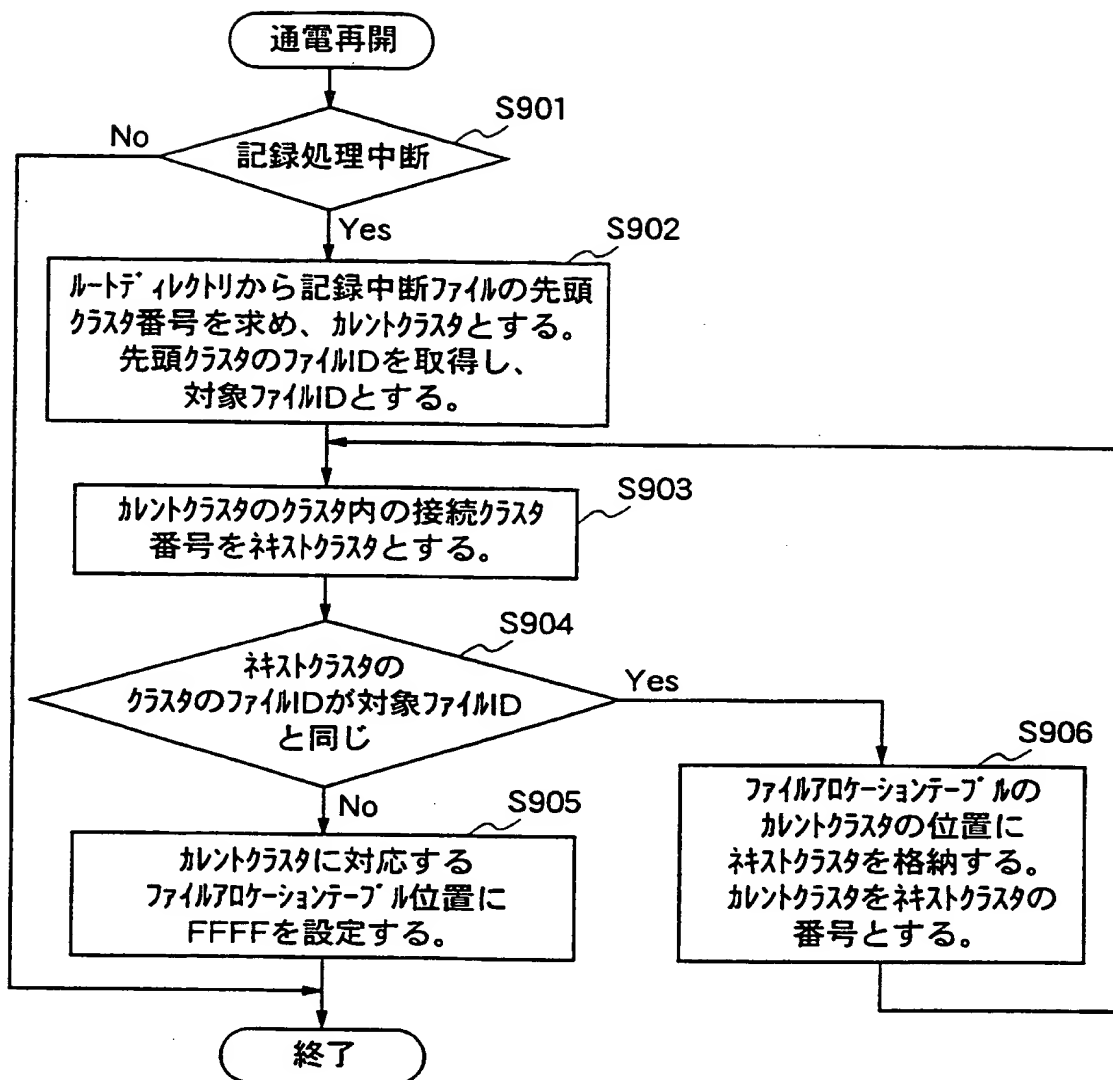 通電再開
S901
No
記録処理中断
Yes
S902
ルートディレクトリから記録中断ファイルの先頭
クラスタ番号を求め、カレントクラスタとする。
先頭クラスタのファイルIDを取得し、
対象ファイルIDとする。
S903
カレントクラスタのクラスタ内の接続クラスタ
番号をネキストクラスタとする。
S904
ネキストクラスタの
クラスタのファイルIDが対象ファイルID
と同じ
Yes
No
S905
カレントクラスタに対応する
ファイルアロケーションテーブル位置に
FFFFを設定する。
S906
ファイルアロケーションテーブルの
カレントクラスタの位置に
ネキストクラスタを格納する。
カレントクラスタをネキストクラスタの
番号とする。
終了